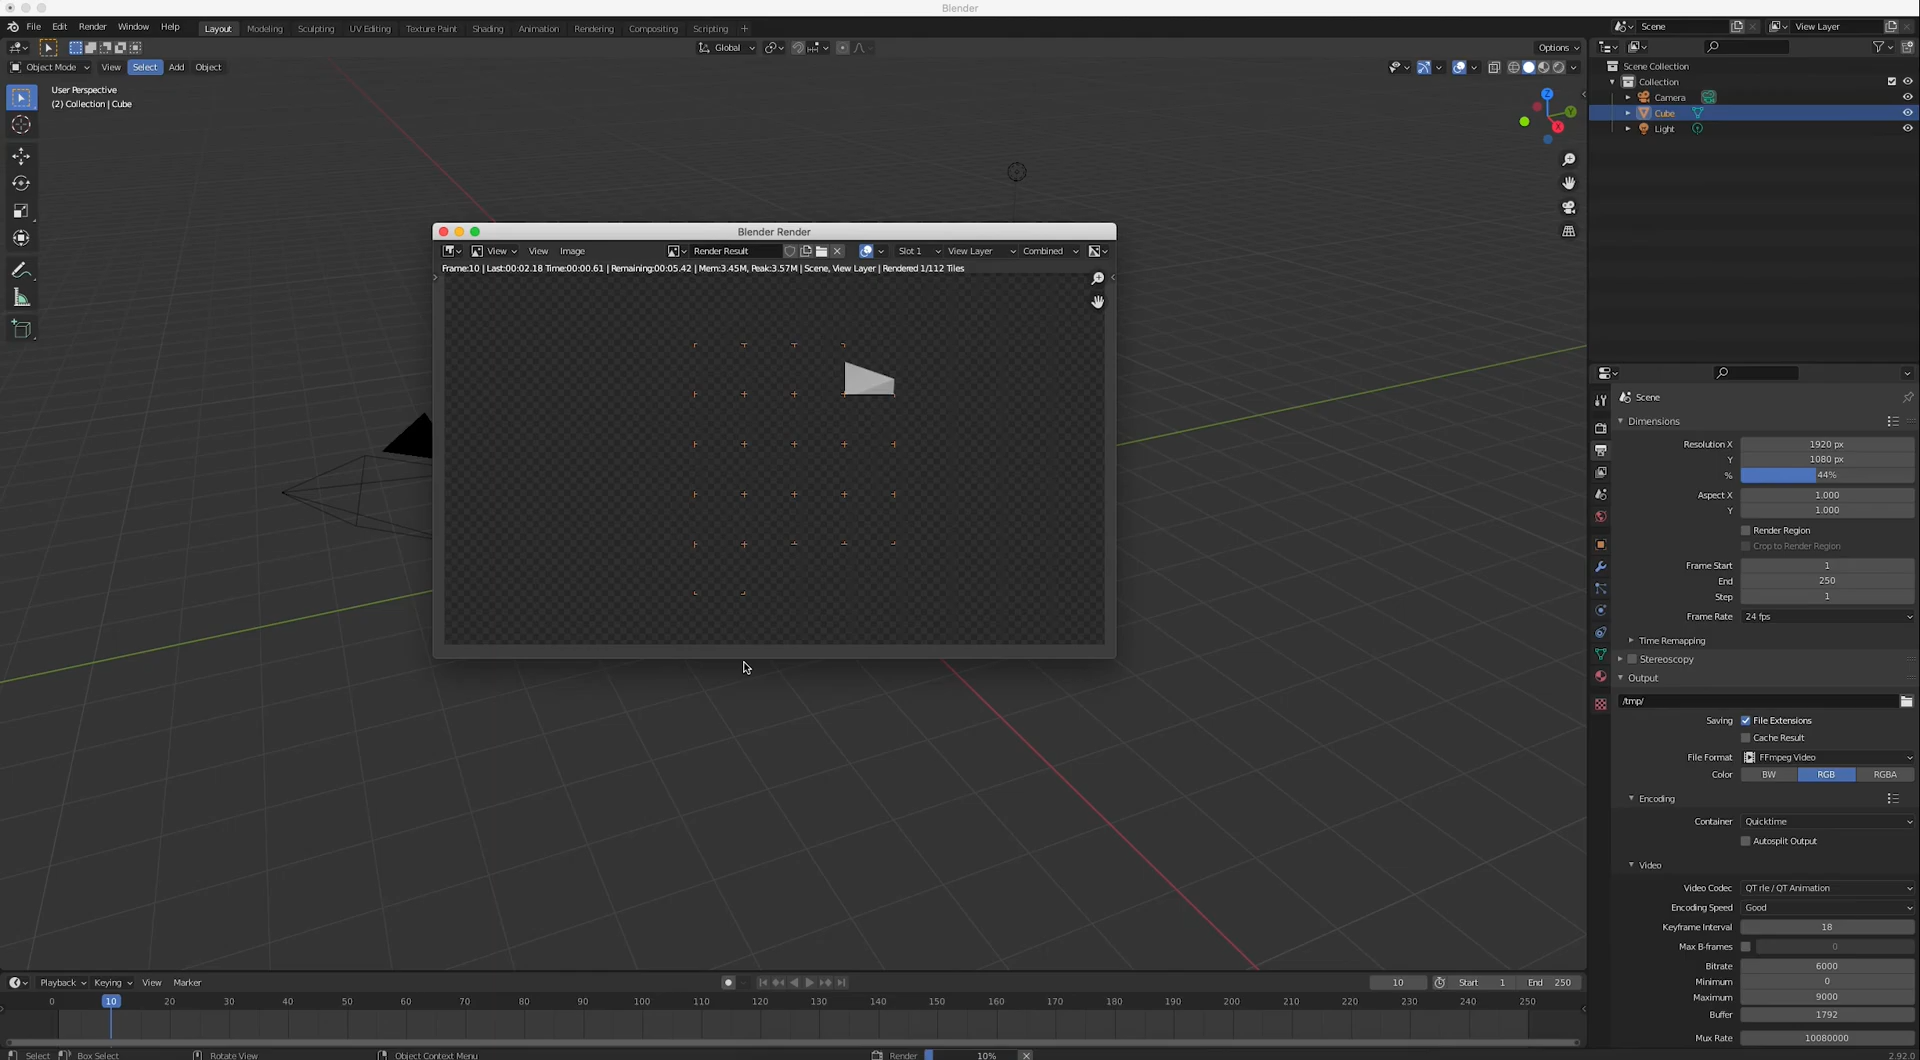 Blender
File Edit Render Window Help
Layout Modeling Sculpting UV Editing Texture Paint Shading Animation Rendering Compositing Scripting +
Scene View Layer
Global Options
Object Mode View Select Add Object
User Perspective
(2) Collection | Cube
Z Y X
Scene Collection
Collection
Camera
Cube
Light
Blender Render
View View Image Render Result Slot 1 View Layer Combined
Frame:10 | Last:00:02.18 Time:00:00.61 | Remaining:00:05.42 | Mem:3.45M, Peak:3.57M | Scene, View Layer | Rendered 1/112 Tiles
Scene
Dimensions
Resolution X 1920 px
Y 1080 px
% 44%
Aspect X 1.000
Y 1.000
Render Region
Crop to Render Region
Frame Start 1
End 250
Step 1
Frame Rate 24 fps
Time Remapping
Stereoscopy
Output
/tmp/
Saving File Extensions
Cache Result
File Format FFmpeg Video
Color BW RGB RGBA
Encoding
Container Quicktime
Autosplit Output
Video
Video Codec QT rle / QT Animation
Encoding Speed Good
Keyframe Interval 18
Max B-frames 0
Bitrate 6000
Minimum 0
Maximum 9000
Buffer 1792
Mux Rate 10080000
Playback Keying View Marker 10 Start 1 End 250
0 10 20 30 40 50 60 70 80 90 100 110 120 130 140 150 160 170 180 190 200 210 220 230 240 250
Select Box Select Rotate View Object Context Menu Render 10% 2.92.0